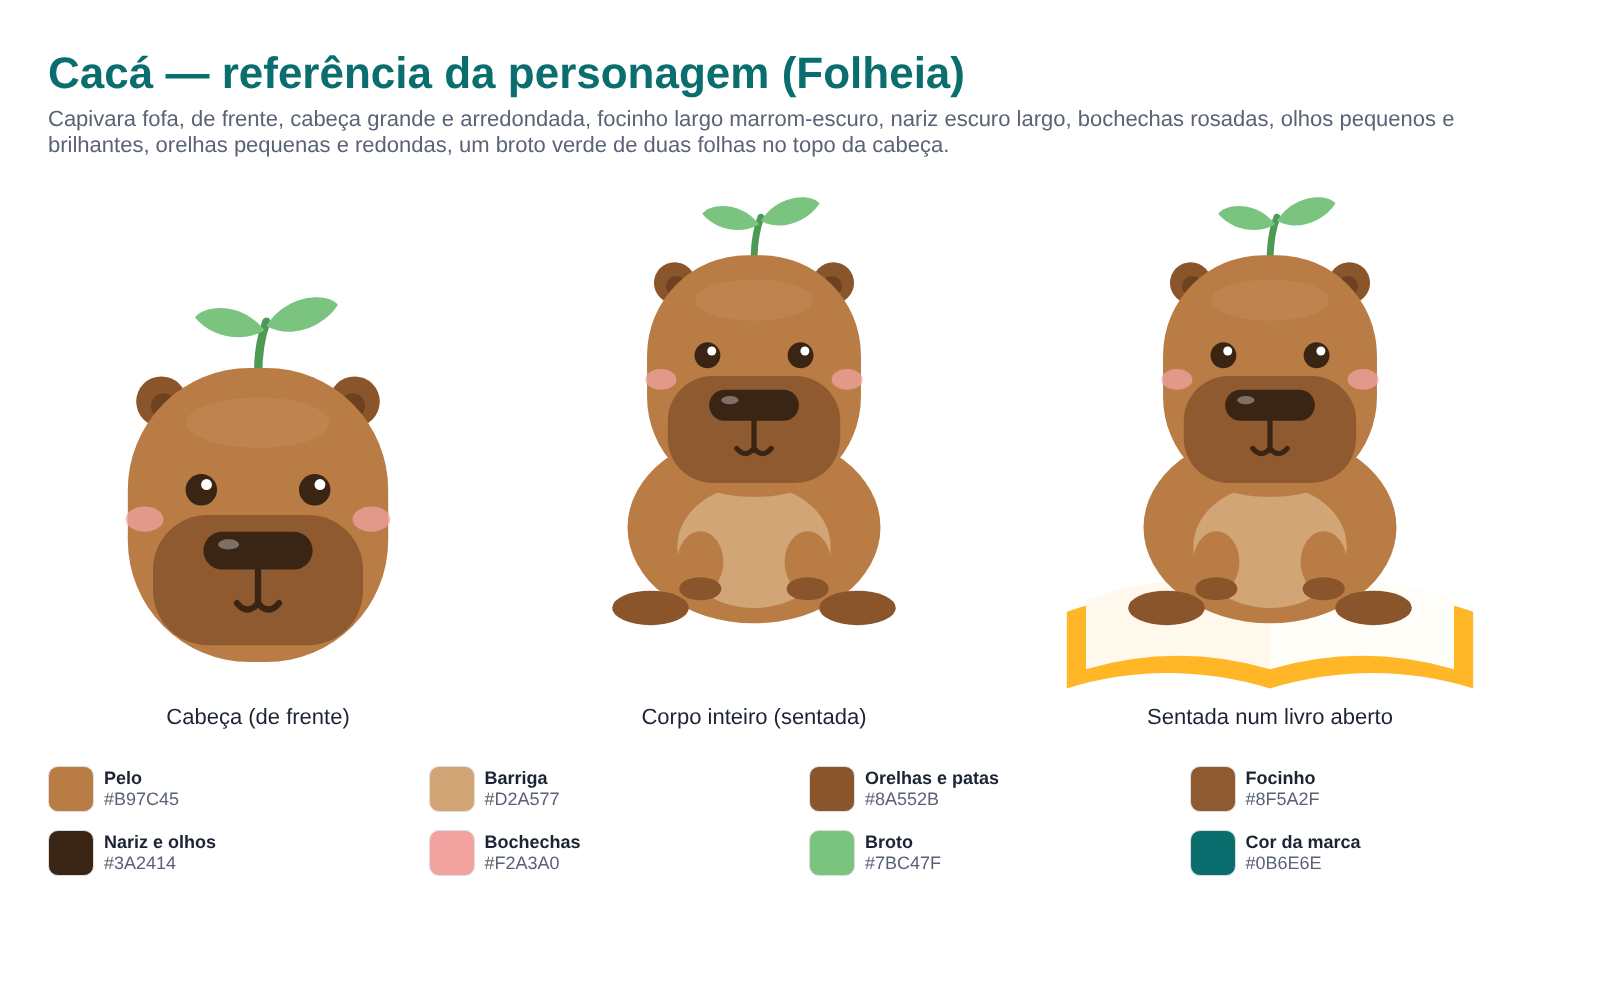 Cacá — referência da personagem (Folheia)
Capivara fofa, de frente, cabeça grande e arredondada, focinho largo marrom-escuro, nariz escuro largo, bochechas rosadas, olhos pequenos e
brilhantes, orelhas pequenas e redondas, um broto verde de duas folhas no topo da cabeça.
Cabeça (de frente)
Corpo inteiro (sentada)
Sentada num livro aberto
Pelo
#B97C45
Barriga
#D2A577
Orelhas e patas
#8A552B
Focinho
#8F5A2F
Nariz e olhos
#3A2414
Bochechas
#F2A3A0
Broto
#7BC47F
Cor da marca
#0B6E6E